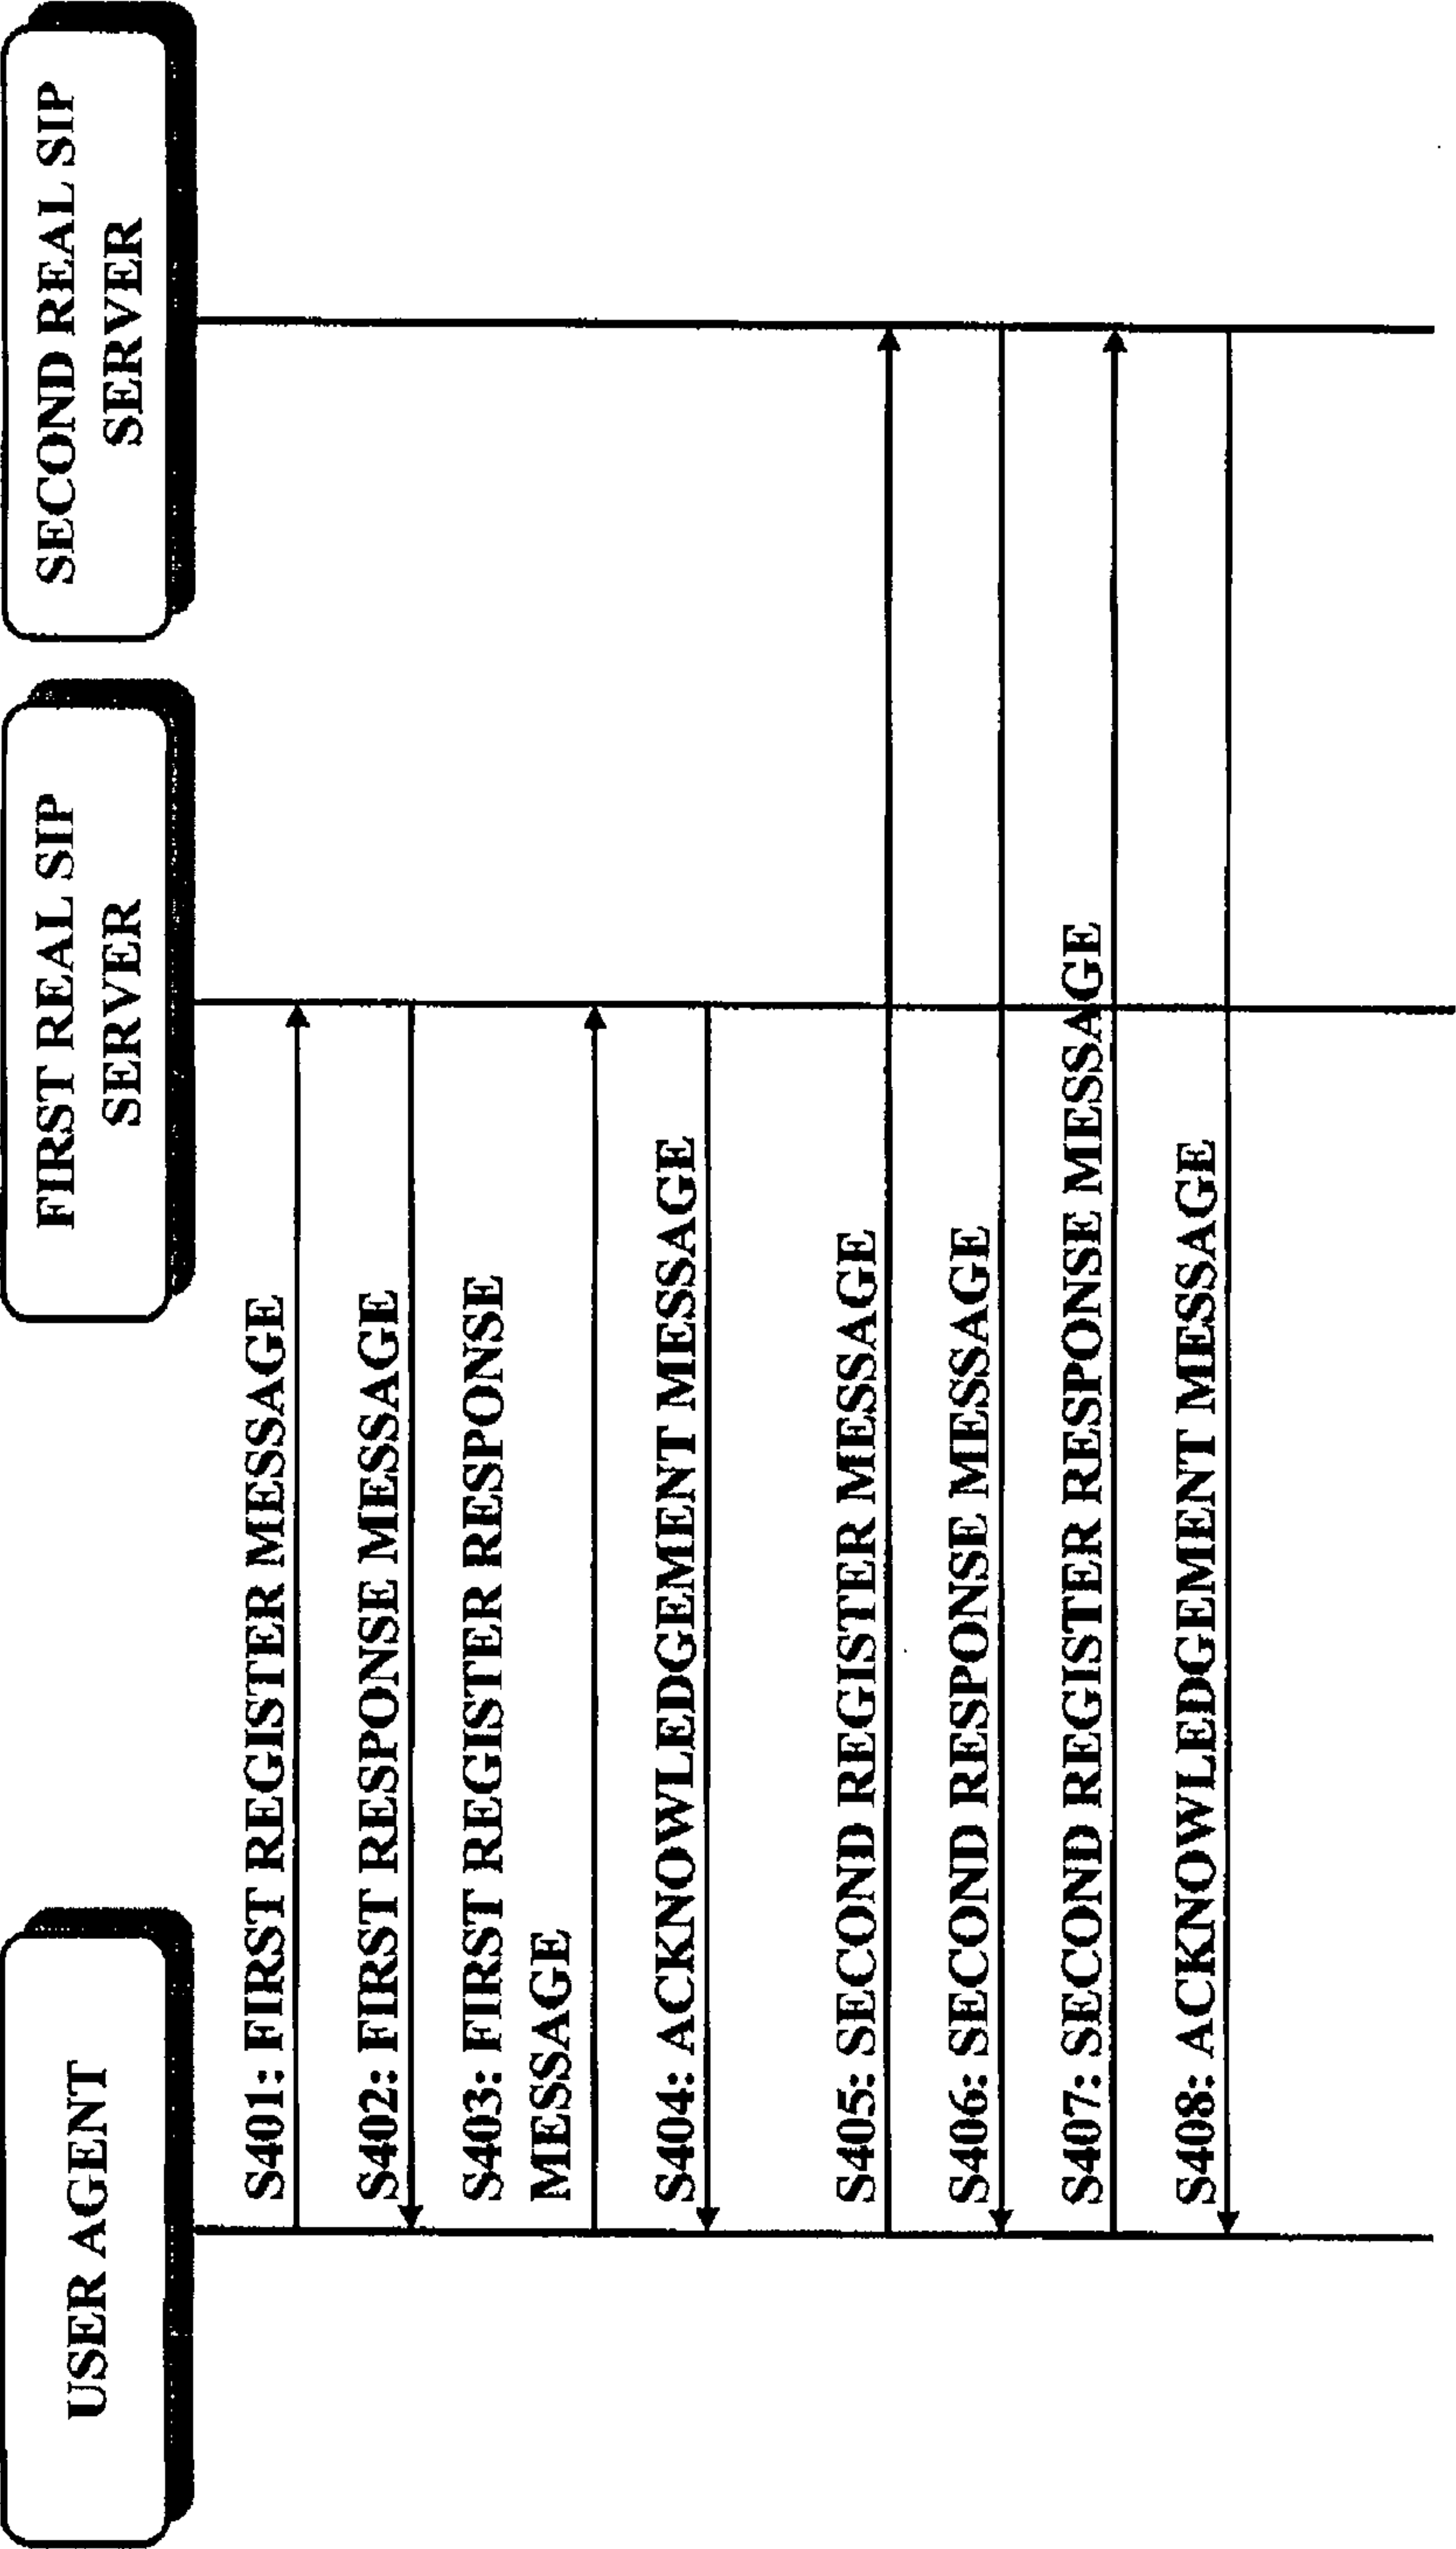 USER AGENT
FIRST REAL SIP
SERVER
SECOND REAL SIP
SERVER
S401: FIRST REGISTER MESSAGE
S402: FIRST RESPONSE MESSAGE
S403: FIRST REGISTER RESPONSE
MESSAGE
S404: ACKNOWLEDGEMENT MESSAGE
S405: SECOND REGISTER MESSAGE
S406: SECOND RESPONSE MESSAGE
S407: SECOND REGISTER RESPONSE MESSAGE
S408: ACKNOWLEDGEMENT MESSAGE